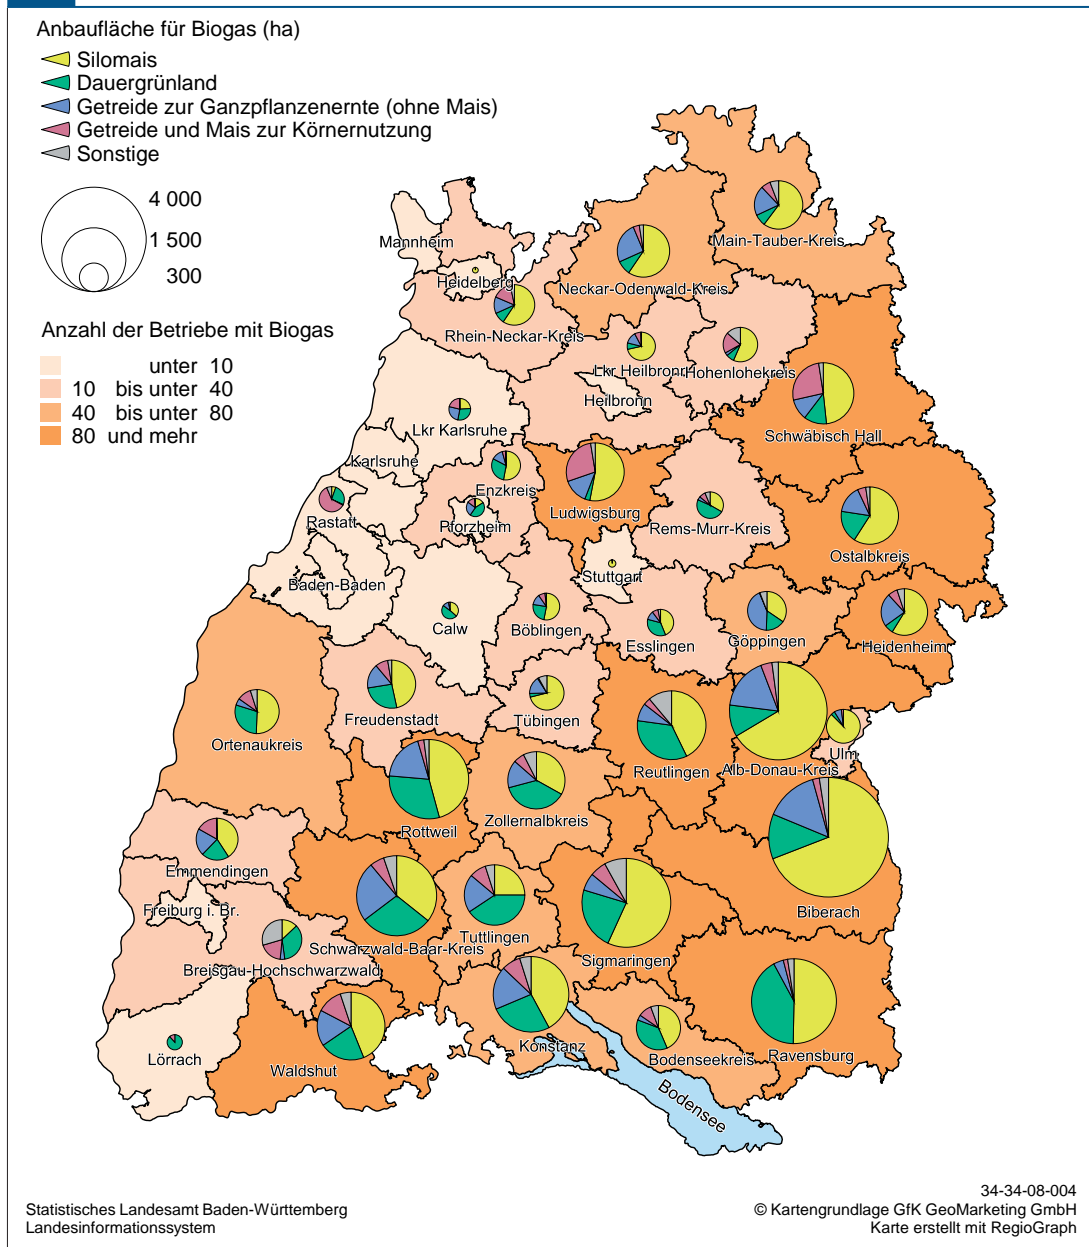 Anbaufläche für Biogas (ha)
Silomais
Dauergrünland
Getreide zur Ganzpflanzenernte (ohne Mais)
Getreide und Mais zur Körnernutzung
Sonstige
4 000
1 500
300
Anzahl der Betriebe mit Biogas
unter 10
10 bis unter 40
40 bis unter 80
80 und mehr
Mannheim
Main-Tauber-Kreis
Heidelberg
Neckar-Odenwald-Kreis
Rhein-Neckar-Kreis
Lkr Heilbronn
Hohenlohekreis
Heilbronn
Lkr Karlsruhe
Schwäbisch Hall
Karlsruhe
Enzkreis
Ludwigsburg
Rastatt
Pforzheim
Rems-Murr-Kreis
Ostalbkreis
Stuttgart
Baden-Baden
Calw
Böblingen
Esslingen
Göppingen
Heidenheim
Freudenstadt
Tübingen
Ortenaukreis
Reutlingen
Alb-Donau-Kreis
Ulm
Rottweil
Zollernalbkreis
Emmendingen
Freiburg i. Br.
Biberach
Tuttlingen
Schwarzwald-Baar-Kreis
Sigmaringen
Breisgau-Hochschwarzwald
Konstanz
Lörrach
Waldshut
Bodenseekreis
Ravensburg
Bodensee
34-34-08-004
Statistisches Landesamt Baden-Württemberg
Landesinformationssystem
© Kartengrundlage GfK GeoMarketing GmbH
Karte erstellt mit RegioGraph